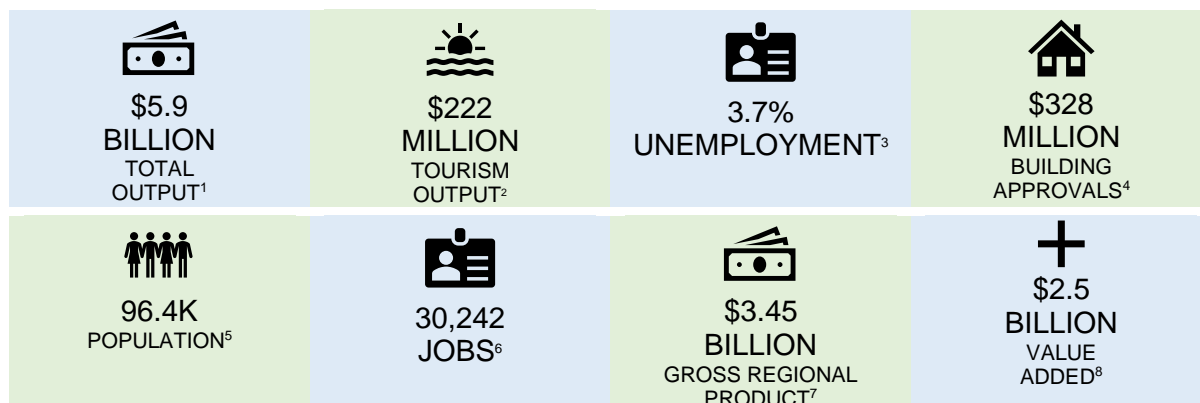 $5.9
BILLION
TOTAL
OUTPUT¹
$222
MILLION
TOURISM
OUTPUT²
3.7%
UNEMPLOYMENT³
$328
MILLION
BUILDING
APPROVALS⁴
96.4K
POPULATION⁵
30,242
JOBS⁶
$3.45
BILLION
GROSS REGIONAL
PRODUCT⁷
$2.5
BILLION
VALUE
ADDED⁸